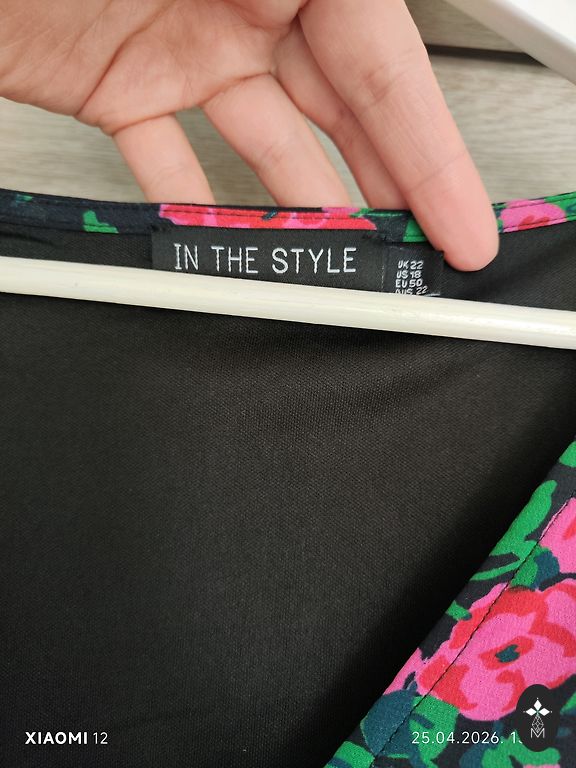 IN THE STYLE
UK 22
US 18
EU 50
AUS 22
XIAOMI 12
25.04.2026.